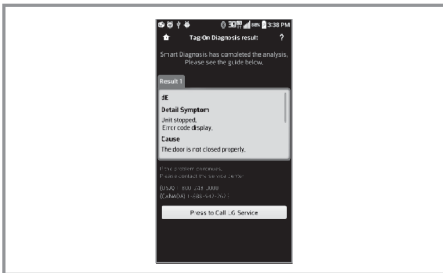 3:38 PM
Tag On Diagnosis result ?
Smart Diagnosis has completed the analysis.
Please see the guide below.
Result 1
dE
Detail Symptom
Unit stopped.
Error code display.
Cause
The door is not closed properly.
Press to Call LG Service